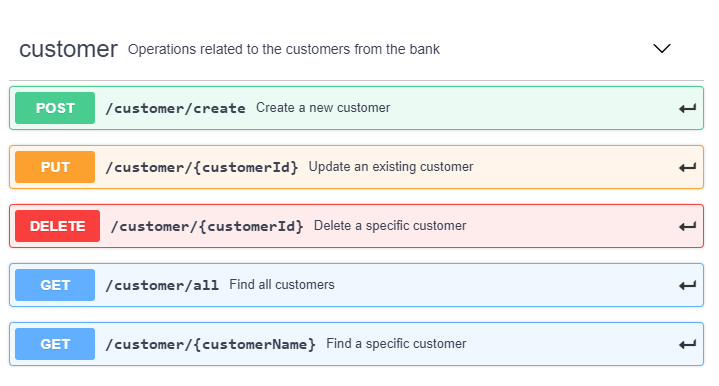 customer Operations related to the customers from the bank
POST /customer/create Create a new customer
PUT /customer/{customerId} Update an existing customer
DELETE /customer/{customerId} Delete a specific customer
GET /customer/all Find all customers
GET /customer/{customerName} Find a specific customer